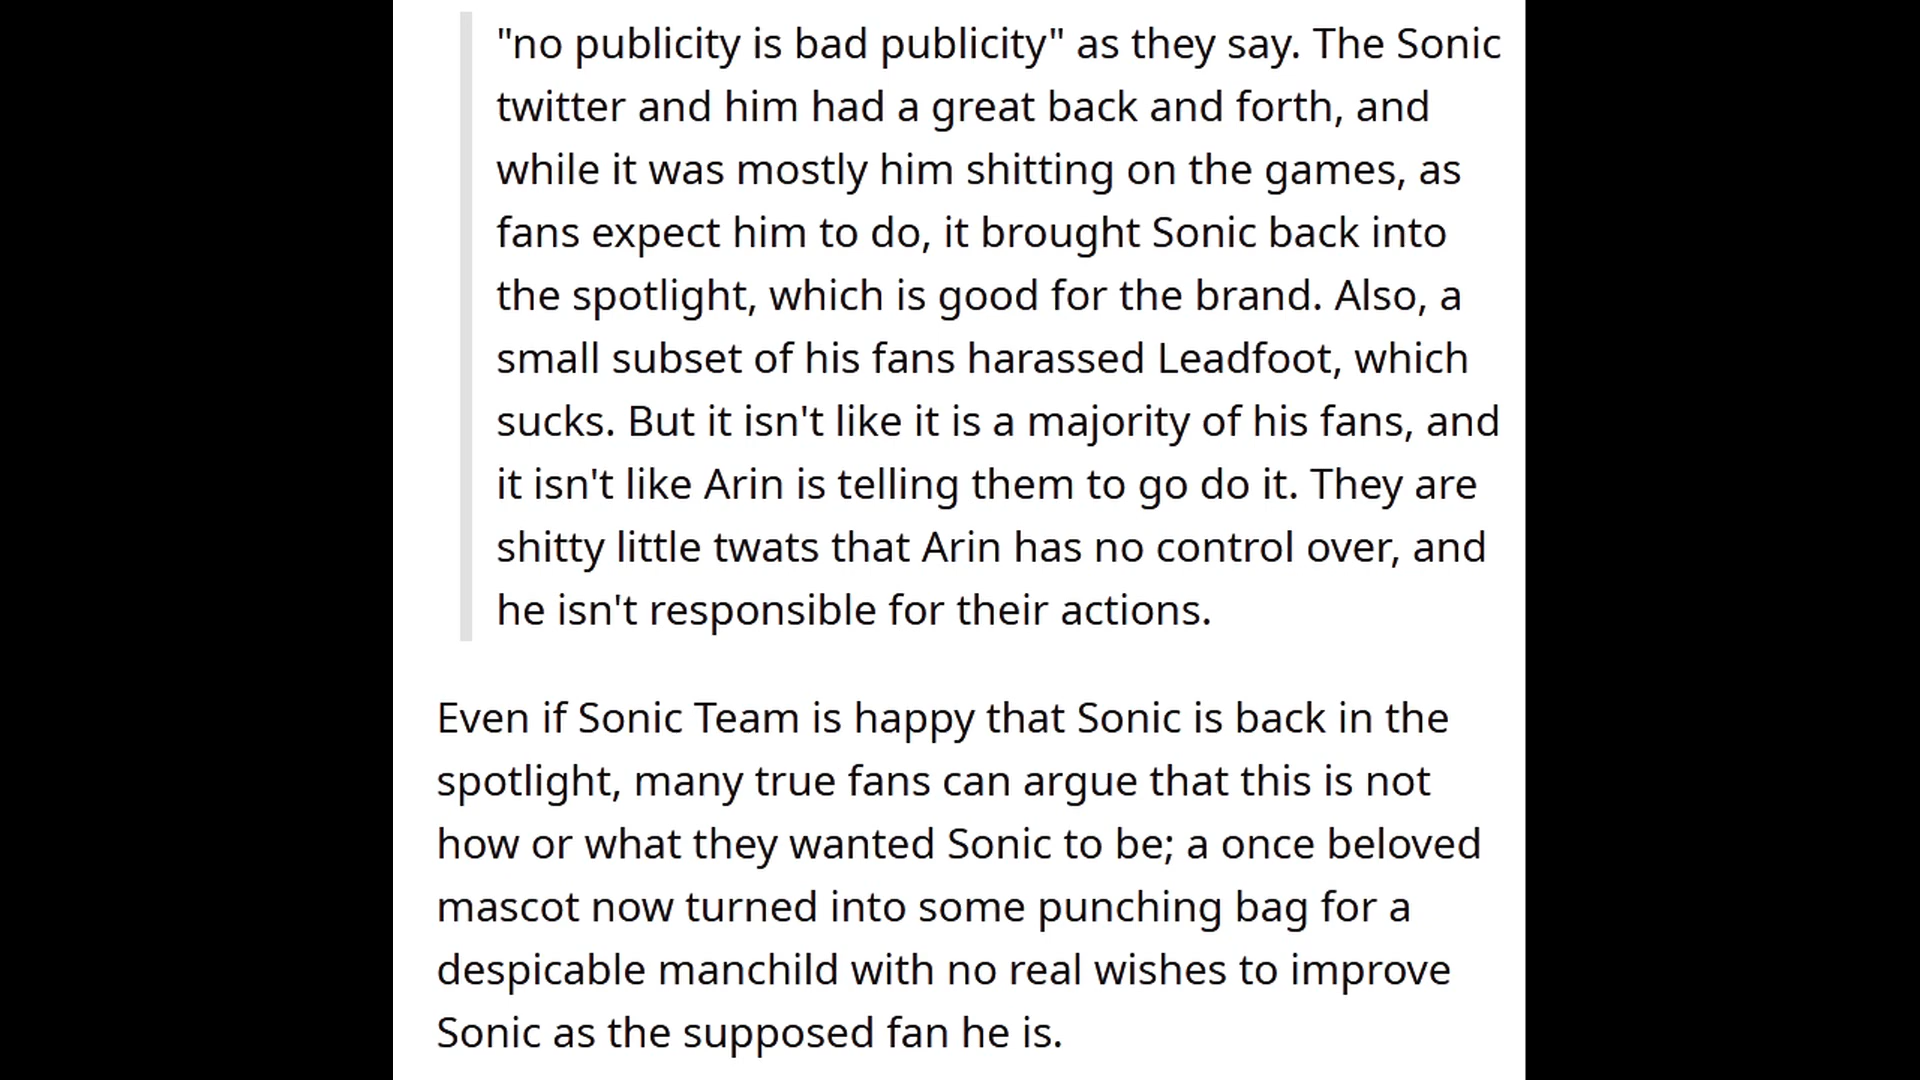 "no publicity is bad publicity" as they say. The Sonic
twitter and him had a great back and forth, and
while it was mostly him shitting on the games, as
fans expect him to do, it brought Sonic back into
the spotlight, which is good for the brand. Also, a
small subset of his fans harassed Leadfoot, which
sucks. But it isn't like it is a majority of his fans, and
it isn't like Arin is telling them to go do it. They are
shitty little twats that Arin has no control over, and
he isn't responsible for their actions.
Even if Sonic Team is happy that Sonic is back in the
spotlight, many true fans can argue that this is not
how or what they wanted Sonic to be; a once beloved
mascot now turned into some punching bag for a
despicable manchild with no real wishes to improve
Sonic as the supposed fan he is.